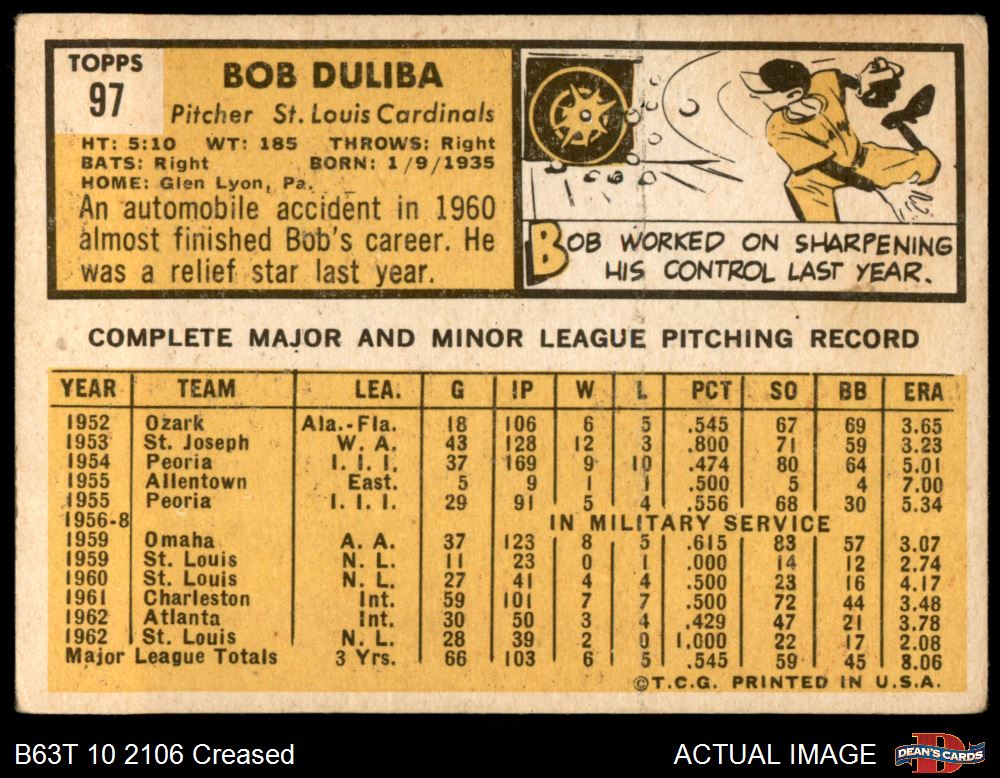 TOPPS
97
BOB DULIBA
Pitcher St. Louis Cardinals
HT: 5:10 WT: 185 THROWS: Right
BATS: Right BORN: 1/9/1935
HOME: Glen Lyon, Pa.
An automobile accident in 1960
almost finished Bob's career. He
was a relief star last year.
BOB WORKED ON SHARPENING
HIS CONTROL LAST YEAR.
COMPLETE MAJOR AND MINOR LEAGUE PITCHING RECORD
YEAR TEAM LEA. G IP W L PCT SO BB ERA
1952 Ozark Ala.-Fla. 18 106 6 5 .545 67 69 3.65
1953 St. Joseph W. A. 43 128 12 3 .800 71 59 3.23
1954 Peoria I. I. I. 37 169 9 10 .474 80 64 5.01
1955 Allentown East. 5 9 1 1 .500 5 4 7.00
1955 Peoria I. I. I. 29 91 5 4 .556 68 30 5.34
1956-8 IN MILITARY SERVICE
1959 Omaha A. A. 37 123 8 5 .615 83 57 3.07
1959 St. Louis N. L. 11 23 0 1 .000 14 12 2.74
1960 St. Louis N. L. 27 41 4 4 .500 23 16 4.17
1961 Charleston Int. 59 101 7 7 .500 72 44 3.48
1962 Atlanta Int. 30 50 3 4 .429 47 21 3.78
1962 St. Louis N. L. 28 39 2 0 1.000 22 17 2.08
Major League Totals 3 Yrs. 66 103 6 5 .545 59 45 3.06
©T.C.G. PRINTED IN U.S.A.
B63T 10 2106 Creased
ACTUAL IMAGE
DEAN'S CARDS